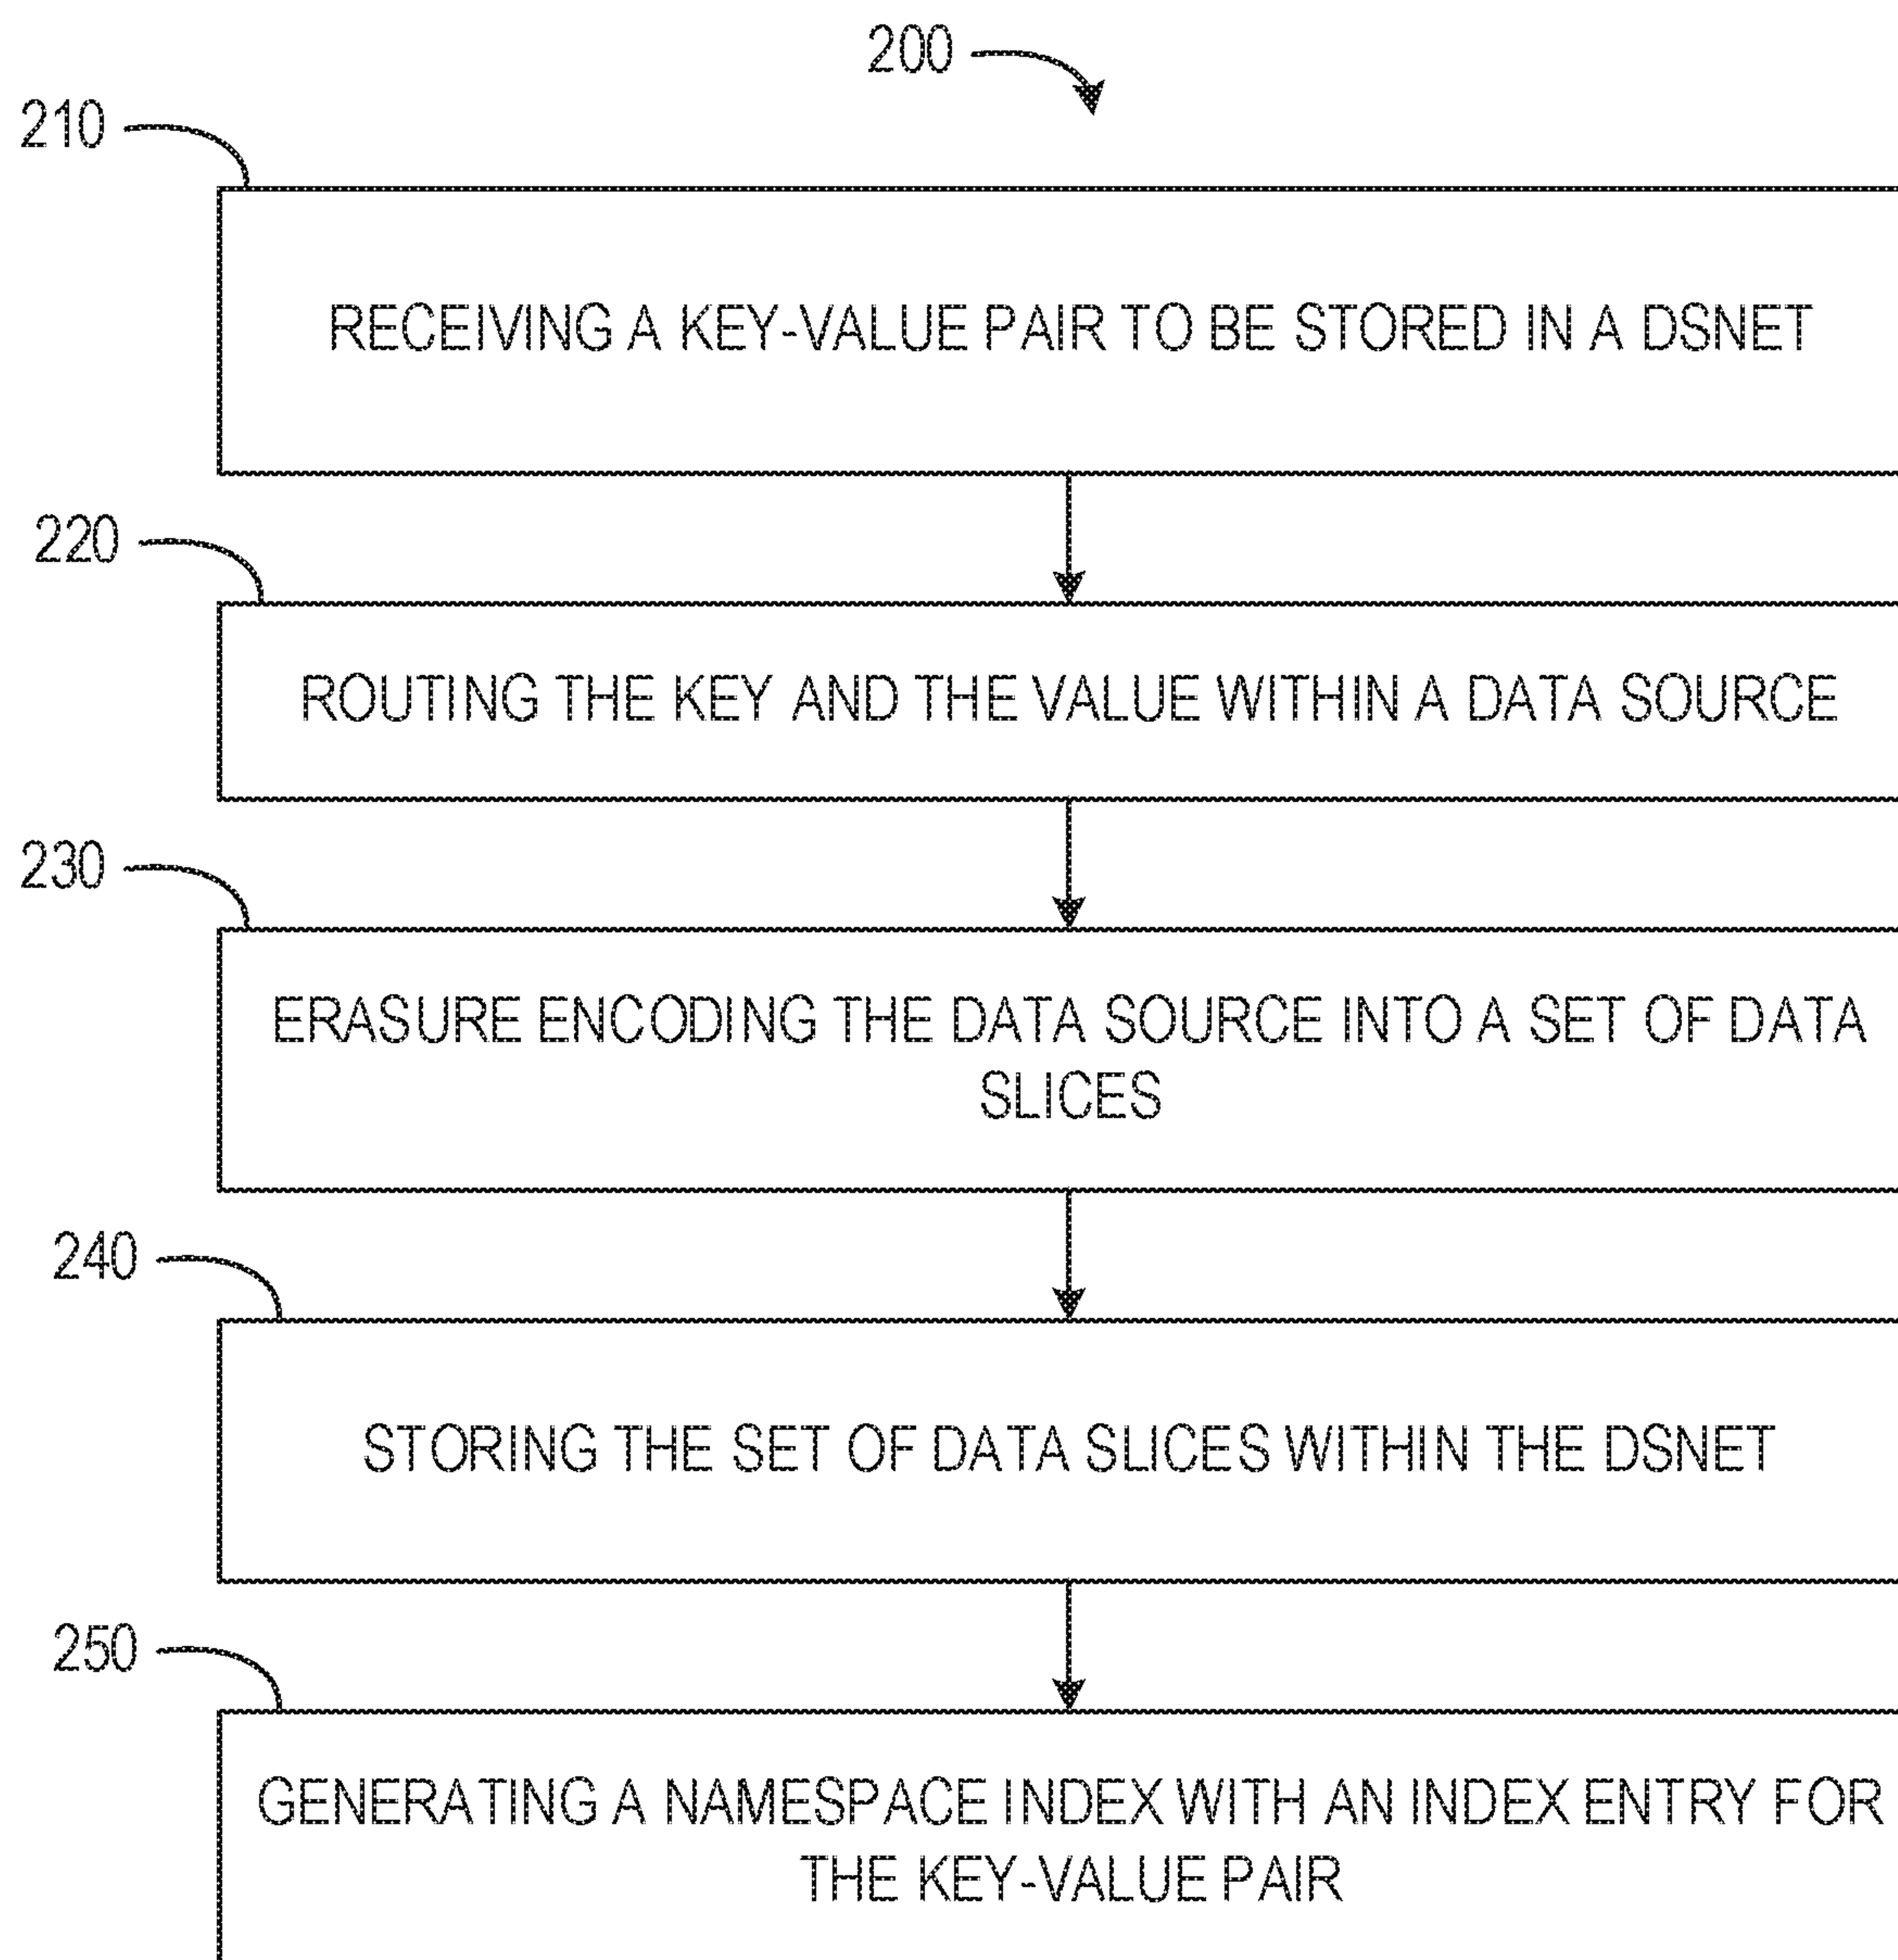 200
210
RECEIVING A KEY-VALUE PAIR TO BE STORED IN A DSNET
220
ROUTING THE KEY AND THE VALUE WITHIN A DATA SOURCE
230
ERASURE ENCODING THE DATA SOURCE INTO A SET OF DATA
SLICES
240
STORING THE SET OF DATA SLICES WITHIN THE DSNET
250
GENERATING A NAMESPACE INDEX WITH AN INDEX ENTRY FOR
THE KEY-VALUE PAIR